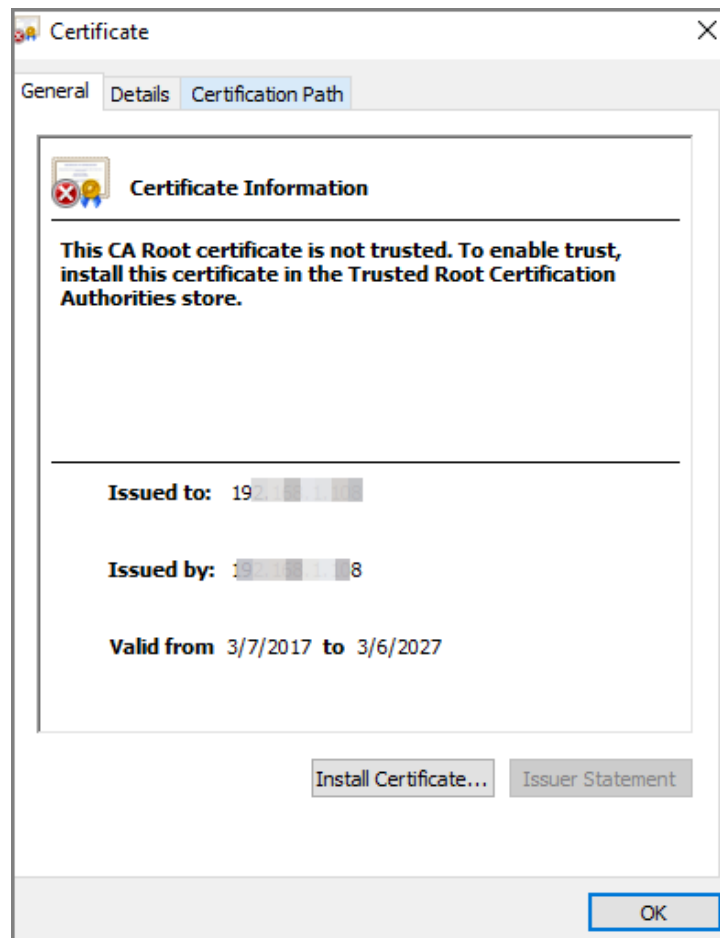 Certificate
General Details Certification Path
Certificate Information
This CA Root certificate is not trusted. To enable trust,
install this certificate in the Trusted Root Certification
Authorities store.
Issued to: 
Issued by: 
Valid from 3/7/2017 to 3/6/2027
Install Certificate... Issuer Statement
OK